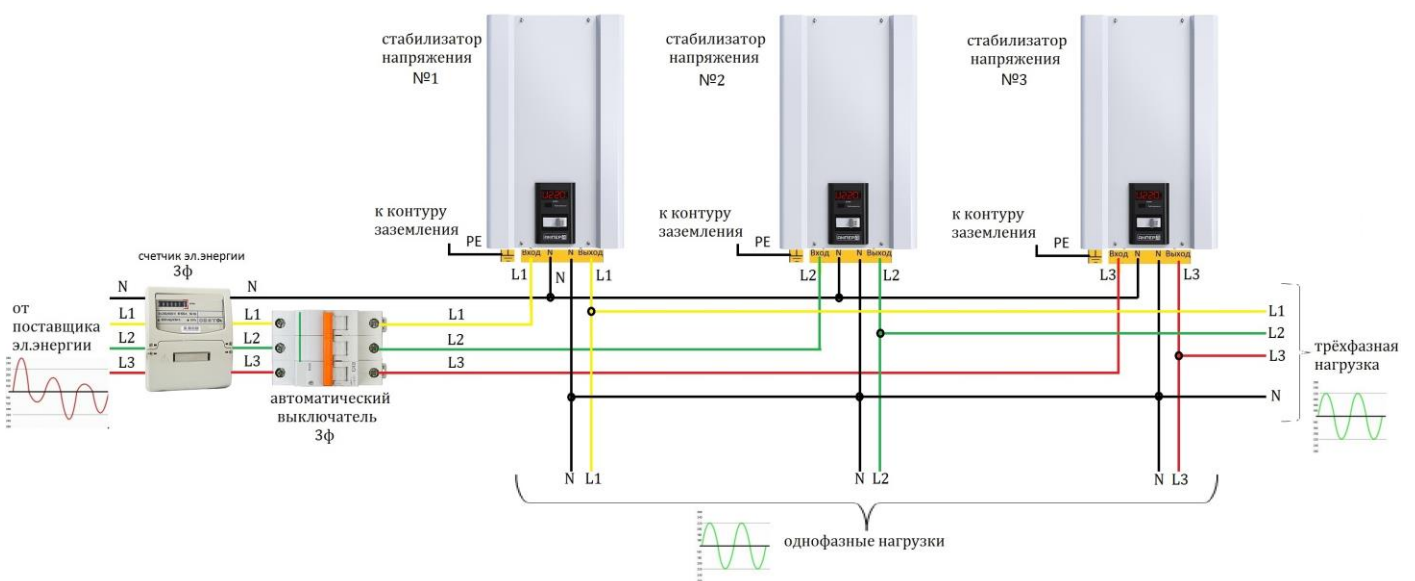 стабилизатор
напряжения
№1
стабилизатор
напряжения
№2
стабилизатор
напряжения
№3
к контуру
заземления
PE
Вход N N Выход
L1
N
L1
к контуру
заземления
PE
Вход N N Выход
L2
L2
к контуру
заземления
PE
Вход N N Выход
L3
L3
счетчик эл.энергии
3ф
от
поставщика
эл.энергии
N
L1
L2
L3
N
L1
L2
L3
L1
L2
L3
автоматический
выключатель
3ф
L1
L2
L3
N
трёхфазная
нагрузка
N L1
N L2
N L3
однофазные нагрузки